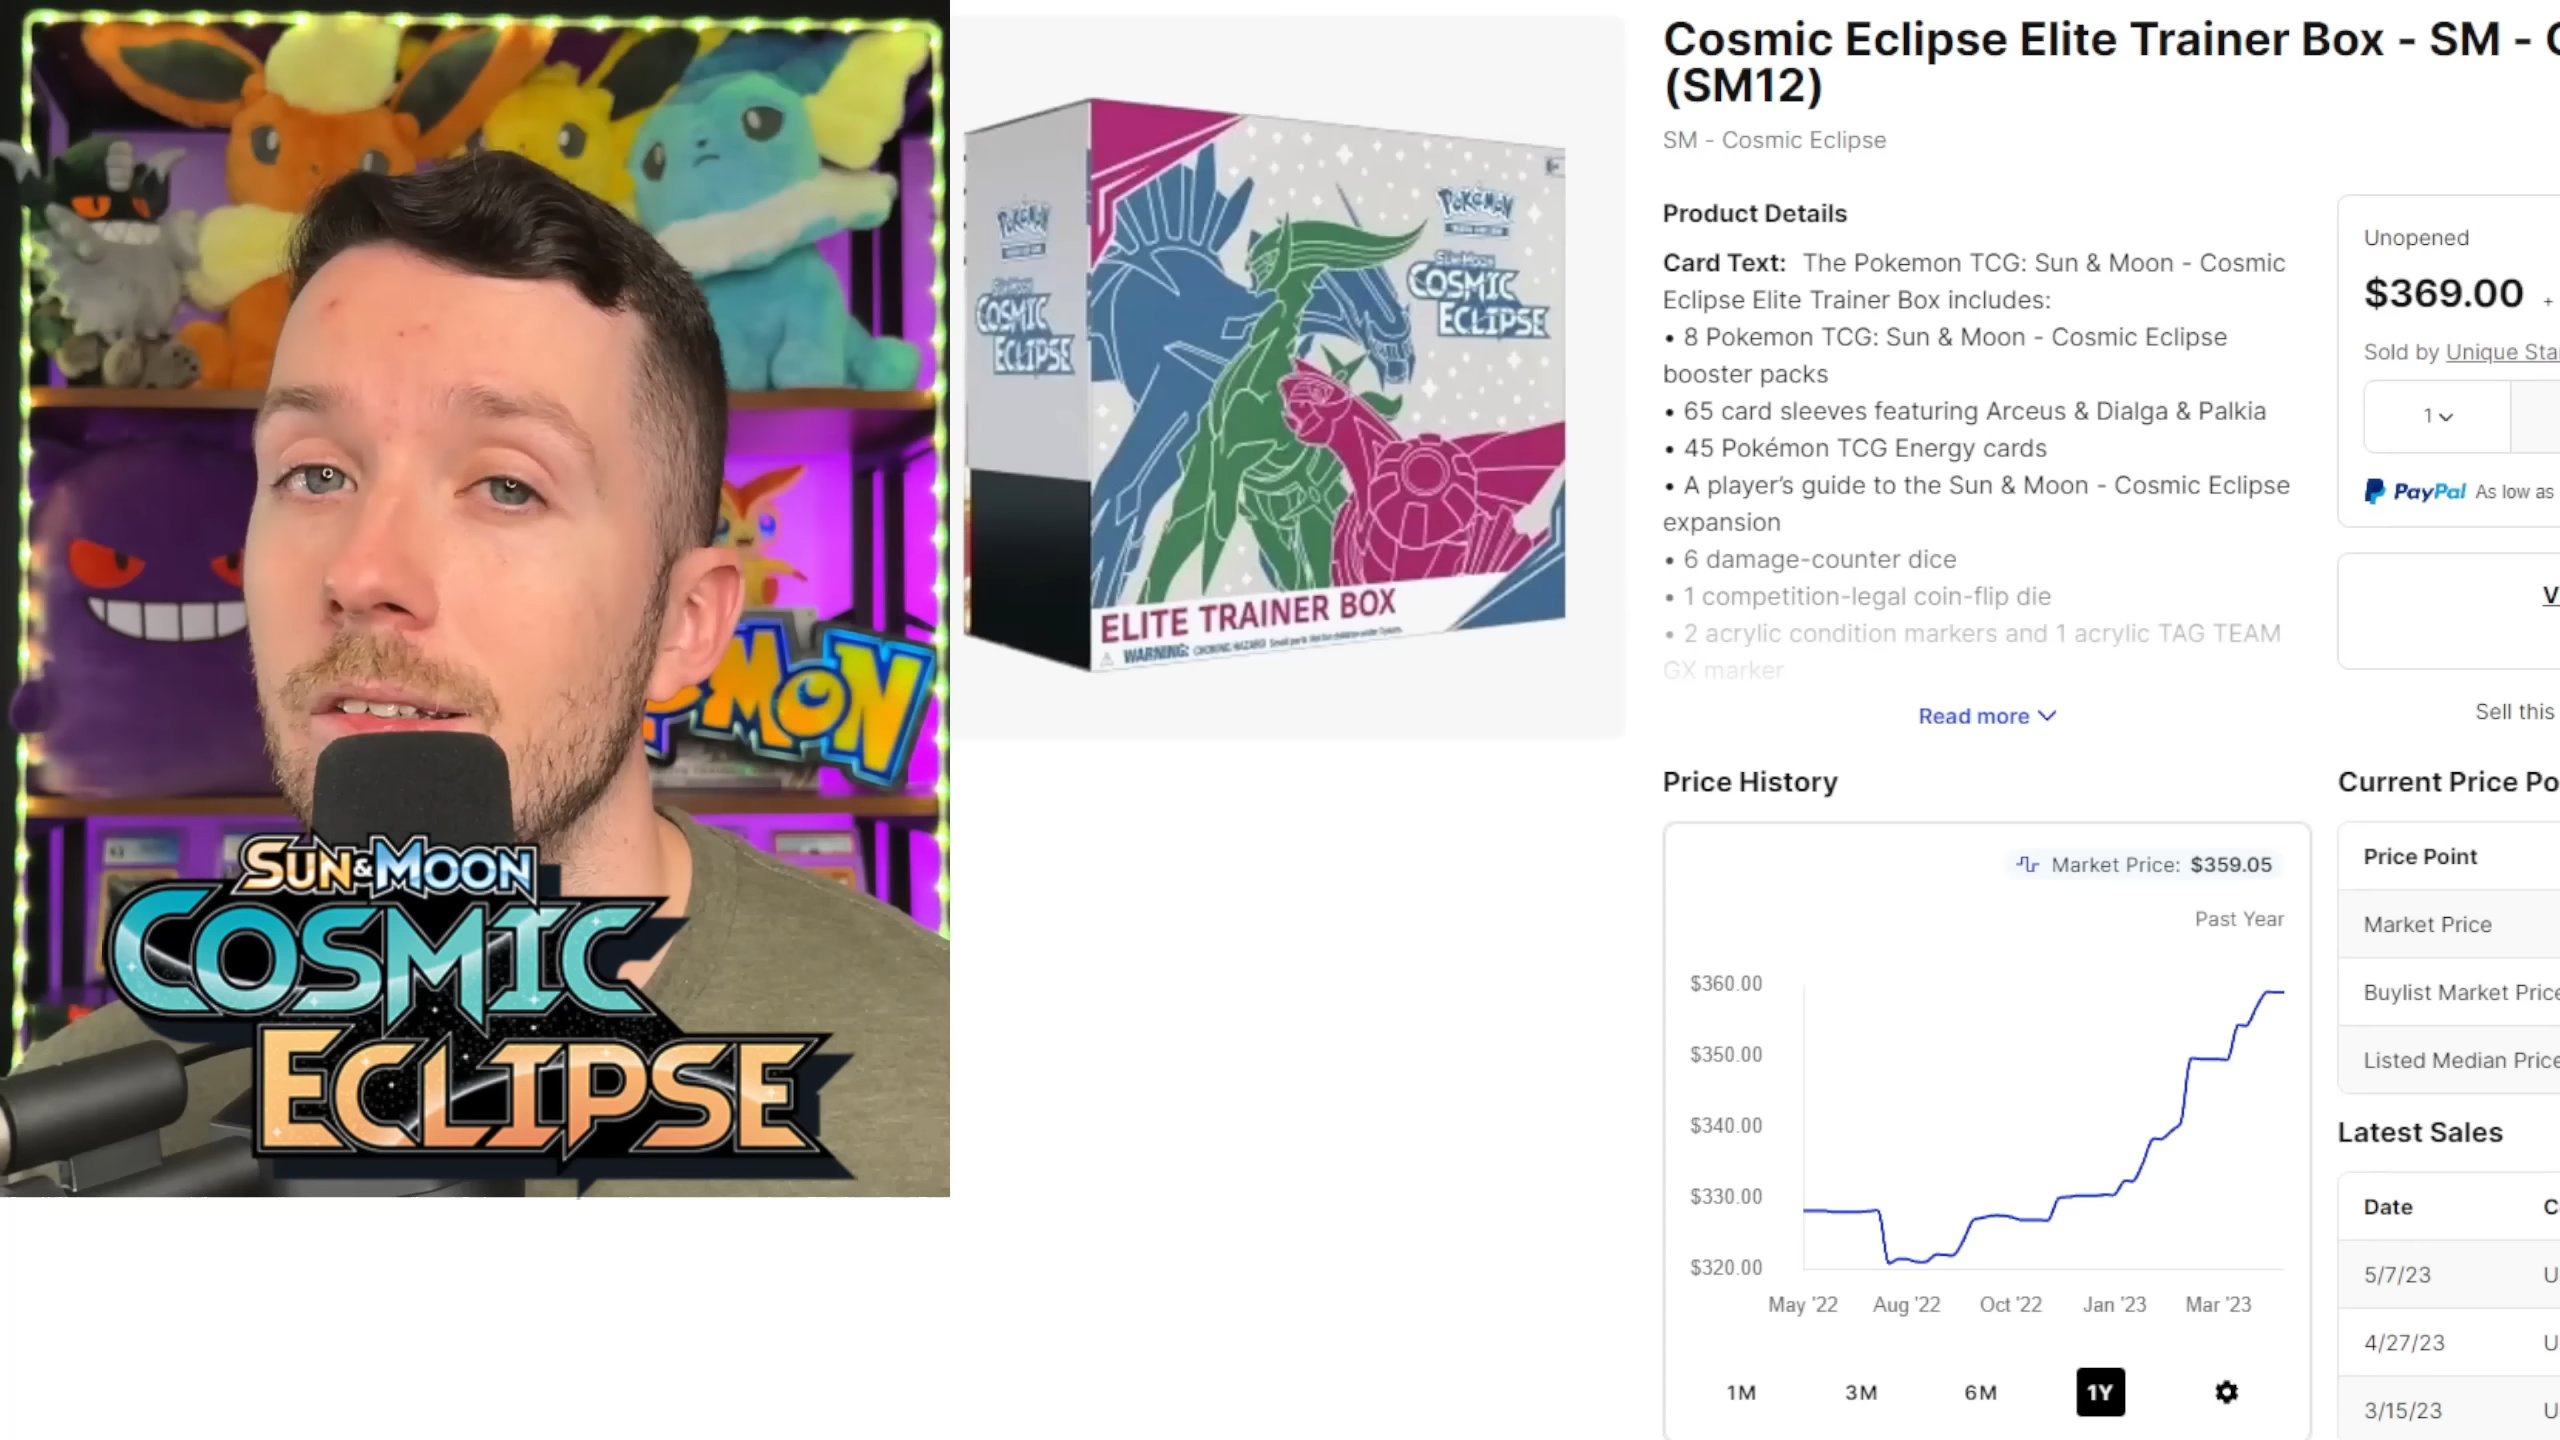 SUN & MOON
COSMIC
ECLIPSE
POKÉMON
SUN & MOON
COSMIC
ECLIPSE
POKÉMON
SUN & MOON
COSMIC
ECLIPSE
ELITE TRAINER BOX
WARNING: CHOKING HAZARD
Cosmic Eclipse Elite Trainer Box - SM -
(SM12)
SM - Cosmic Eclipse
Product Details
Card Text: The Pokemon TCG: Sun & Moon - Cosmic
Eclipse Elite Trainer Box includes:
• 8 Pokemon TCG: Sun & Moon - Cosmic Eclipse
booster packs
• 65 card sleeves featuring Arceus & Dialga & Palkia
• 45 Pokémon TCG Energy cards
• A player's guide to the Sun & Moon - Cosmic Eclipse
expansion
• 6 damage-counter dice
• 1 competition-legal coin-flip die
• 2 acrylic condition markers and 1 acrylic TAG TEAM
GX marker
Read more
Unopened
$369.00 +
Sold by Unique
1
PayPal As low as
Sell this
Price History
Market Price: $359.05
Past Year
$360.00
$350.00
$340.00
$330.00
$320.00
May '22 Aug '22 Oct '22 Jan '23 Mar '23
1M 3M 6M 1Y
Current Price
Price Point
Market Price
Buylist Market Price
Listed Median Price
Latest Sales
Date
5/7/23
4/27/23
3/15/23